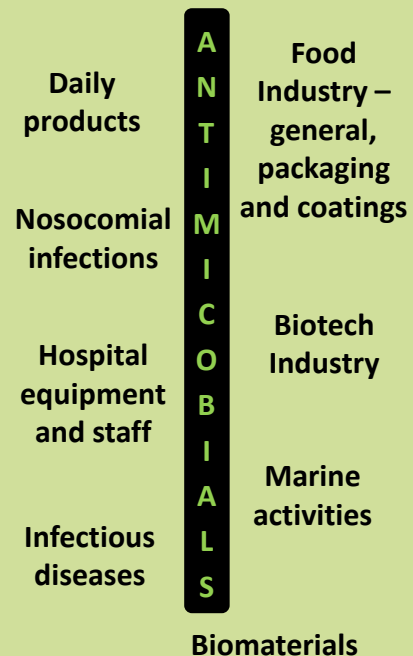 Daily
products
Nosocomial
infections
Hospital
equipment
and staff
Infectious
diseases
A
N
T
I
M
I
C
O
B
I
A
L
S
Food
Industry –
general,
packaging
and coatings
Biotech
Industry
Marine
activities
Biomaterials